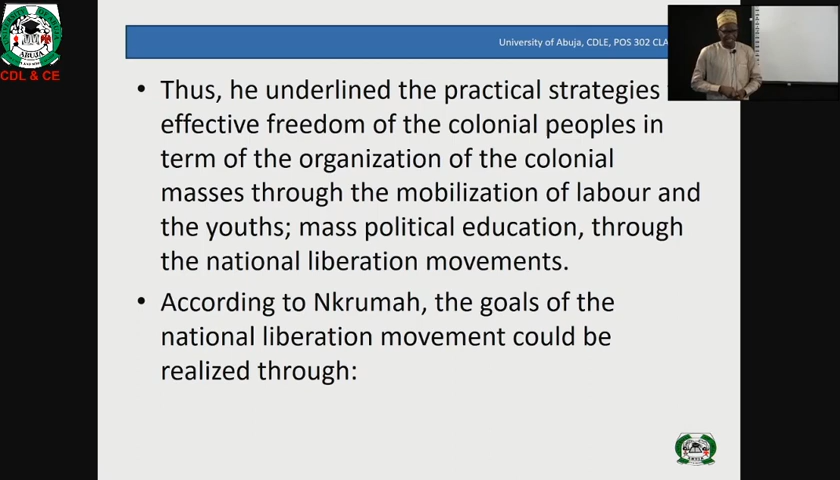 University of Abuja, CDLE, POS 302 CLA
• Thus, he underlined the practical strategies
effective freedom of the colonial peoples in
term of the organization of the colonial
masses through the mobilization of labour and
the youths; mass political education, through
the national liberation movements.
• According to Nkrumah, the goals of the
national liberation movement could be
realized through:
ABUJA
CDL & CE